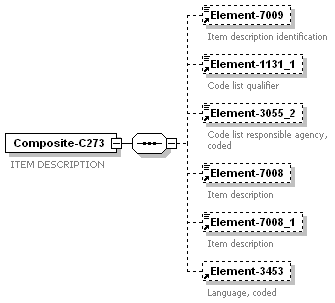 Element-7009
Item description identification
Element-1131_1
Code list qualifier
Element-3055_2
Code list responsible agency,
coded
Composite-C273
ITEM DESCRIPTION
Element-7008
Item description
Element-7008_1
Item description
Element-3453
Language, coded